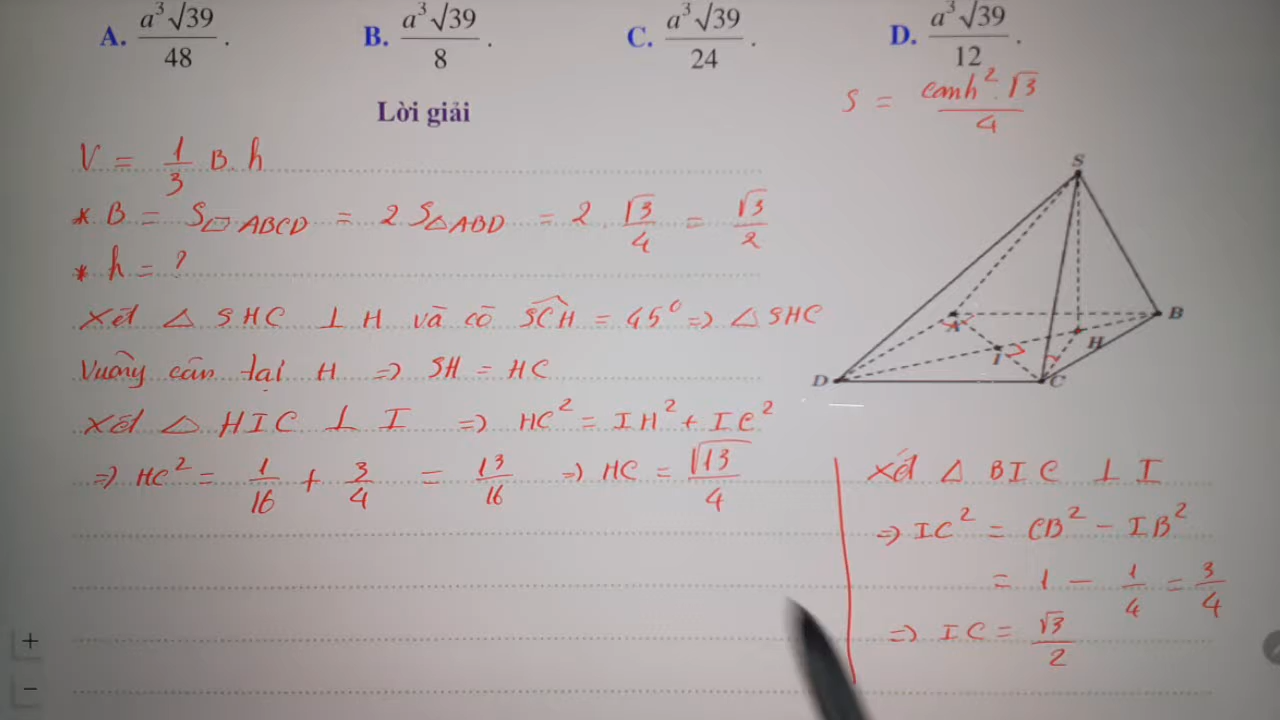 A. a³√39/48 . B. a³√39/8 . C. a³√39/24 . D. a³√39/12 .
S = canh² . √3/4
Lời giải
V = 1/3 B. h
* B = S▱ABCD = 2 S△ABD = 2 . √3/4 = √3/2
* h = ?
Xét △ SHC ⊥ H và có SCH = 45° => △ SHC
Vuông cân tại H => SH = HC
Xét △ HIC ⊥ I => HC² = IH² + IC²
=> HC² = 1/16 + 3/4 = 13/16 => HC = √13/4
S
A
B
H
I
D
C
Xét △ BIC ⊥ I
=> IC² = CB² - IB²
= 1 - 1/4 = 3/4
=> IC = √3/2
+
-